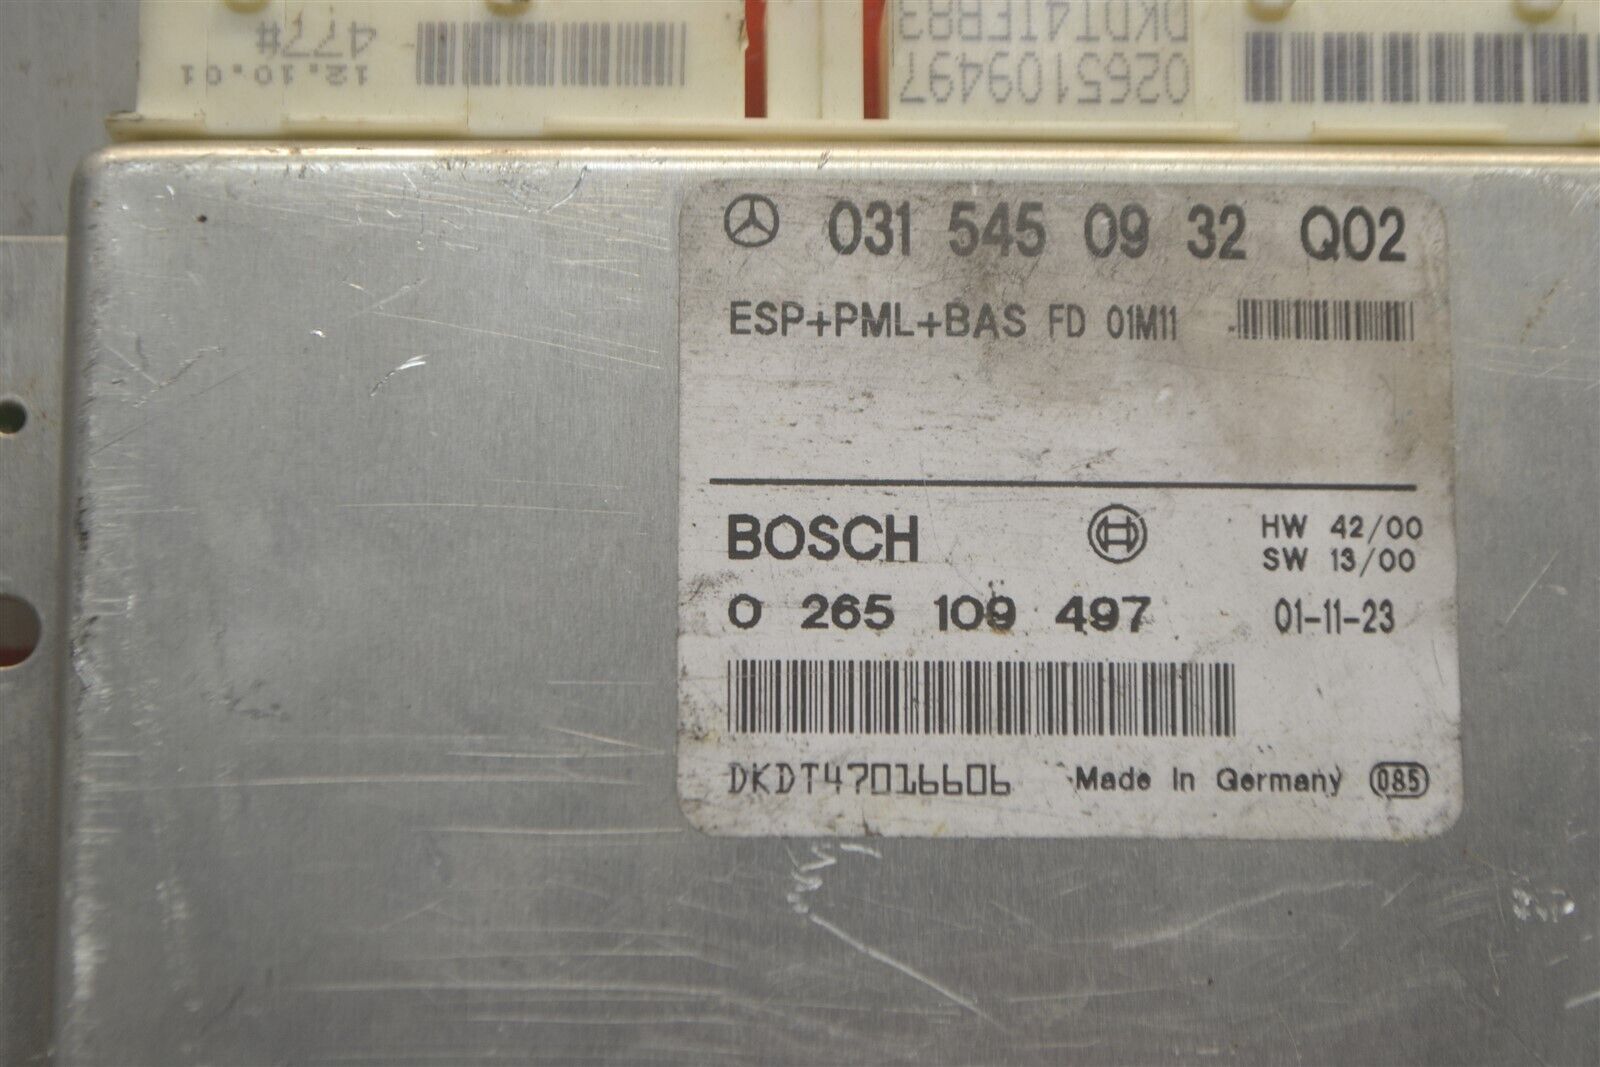 477#
12.10.01
DKDT4TFB83
0265109497
031 545 09 32 Q02
ESP+PML+BAS FD 01M11
BOSCH
HW 42/00
SW 13/00
0 265 109 497
01-11-23
DKDT47016606
Made In Germany
085